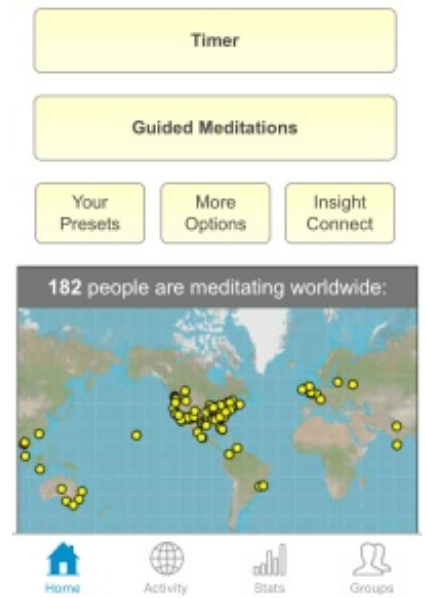 Timer
Guided Meditations
Your
Presets
More
Options
Insight
Connect
182 people are meditating worldwide:
Home
Activity
Stats
Groups